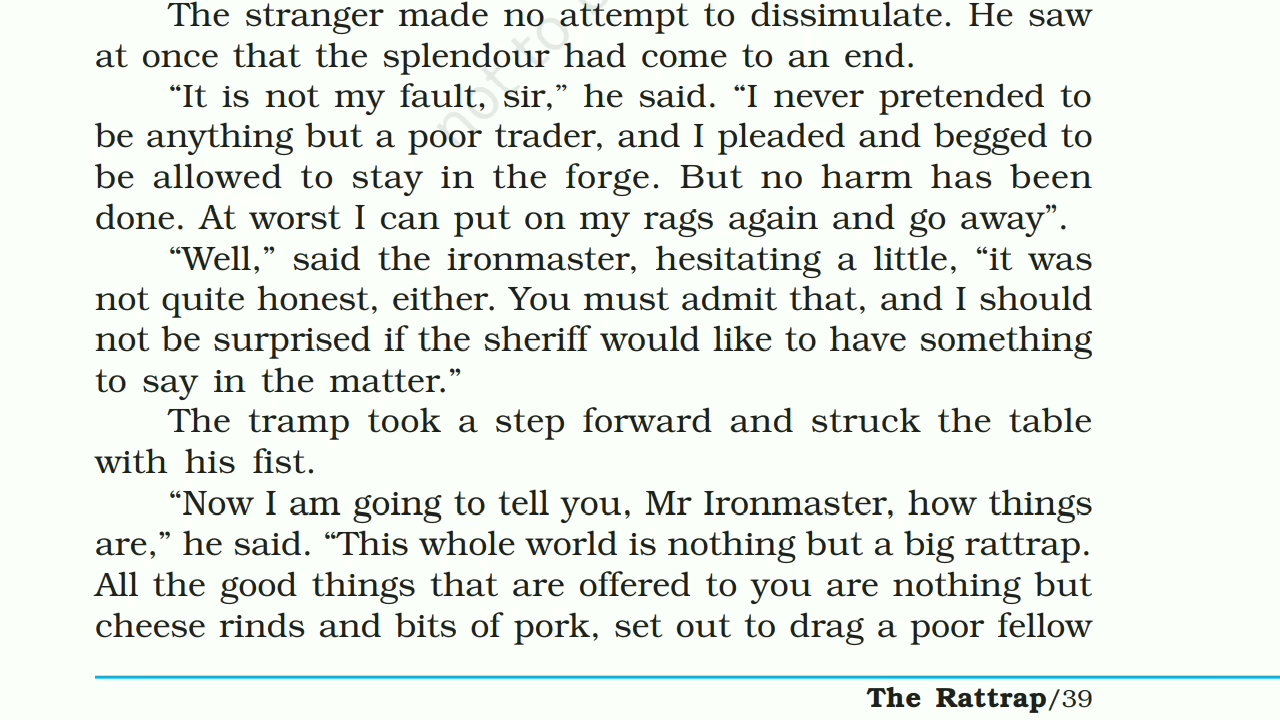 The stranger made no attempt to dissimulate. He saw
at once that the splendour had come to an end.
“It is not my fault, sir,” he said. “I never pretended to
be anything but a poor trader, and I pleaded and begged to
be allowed to stay in the forge. But no harm has been
done. At worst I can put on my rags again and go away”.
“Well,” said the ironmaster, hesitating a little, “it was
not quite honest, either. You must admit that, and I should
not be surprised if the sheriff would like to have something
to say in the matter.”
The tramp took a step forward and struck the table
with his fist.
“Now I am going to tell you, Mr Ironmaster, how things
are,” he said. “This whole world is nothing but a big rattrap.
All the good things that are offered to you are nothing but
cheese rinds and bits of pork, set out to drag a poor fellow
The Rattrap/39
not to